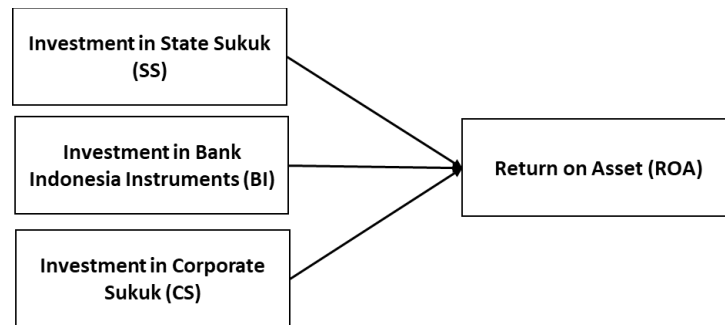 Investment in State Sukuk
(SS)
Investment in Bank
Indonesia Instruments (BI)
Return on Asset (ROA)
Investment in Corporate
Sukuk (CS)